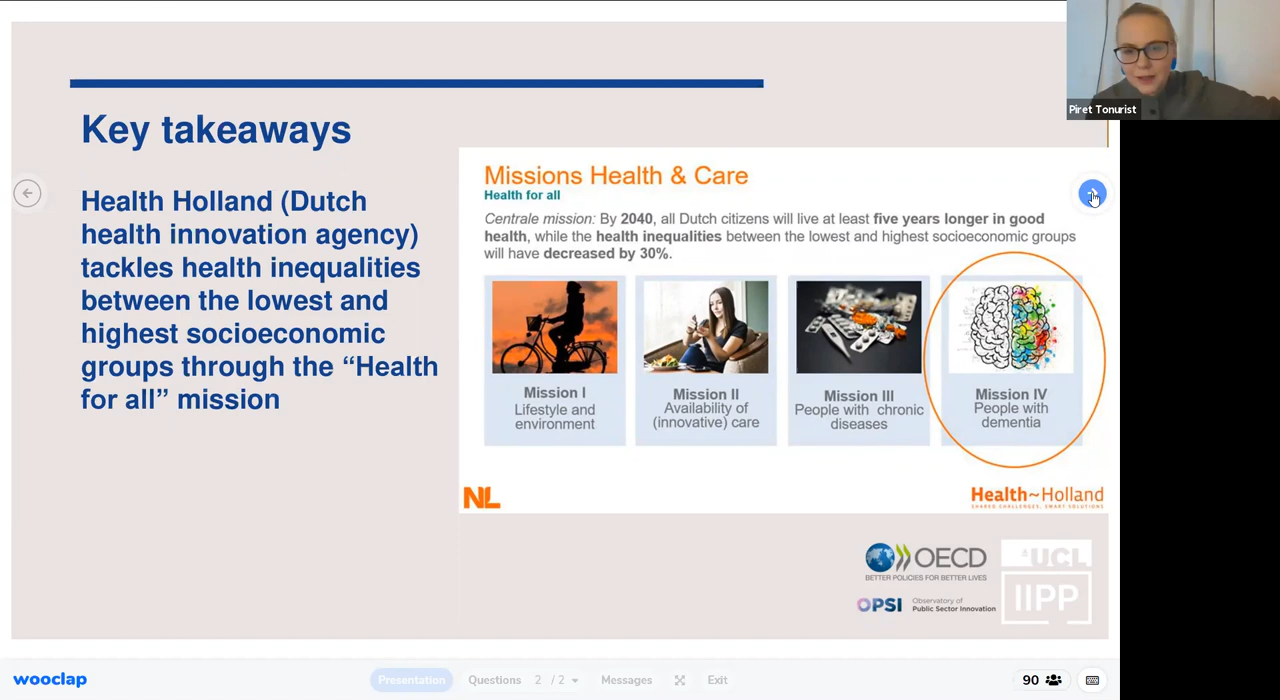 Piret Tonurist
Key takeaways
Health Holland (Dutch
health innovation agency)
tackles health inequalities
between the lowest and
highest socioeconomic
groups through the “Health
for all” mission
Missions Health & Care
Health for all
Centrale mission: By 2040, all Dutch citizens will live at least five years longer in good
health, while the health inequalities between the lowest and highest socioeconomic groups
will have decreased by 30%.
Mission I
Lifestyle and
environment
Mission II
Availability of
(innovative) care
Mission III
People with chronic
diseases
Mission IV
People with
dementia
NL
Health~Holland
SHARED CHALLENGES, SMART SOLUTIONS
OECD
BETTER POLICIES FOR BETTER LIVES
OPSI
Observatory of
Public Sector Innovation
UCL
IIPP
wooclap
Presentation
Questions 2 / 2
Messages
Exit
90